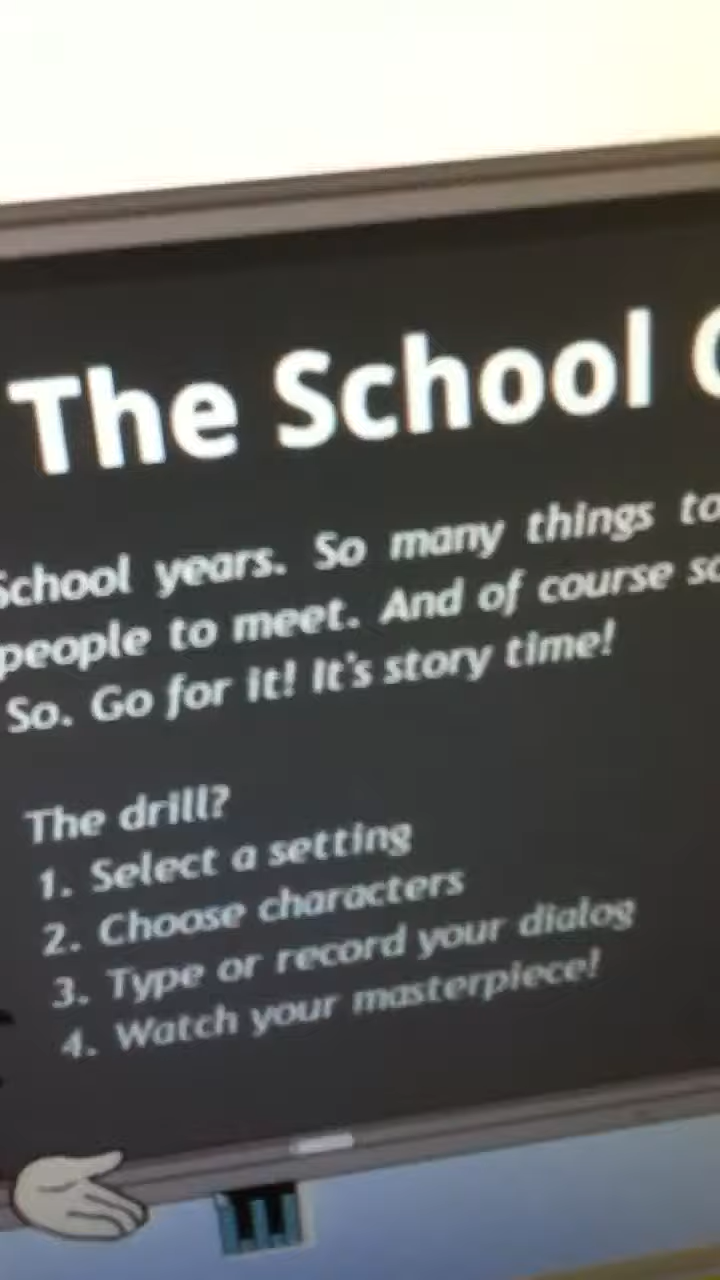 The School
School years. So many things to
people to meet. And of course
So. Go for it! It's story time!
The drill?
1. Select a setting
2. Choose characters
3. Type or record your dialog
4. Watch your masterpiece!